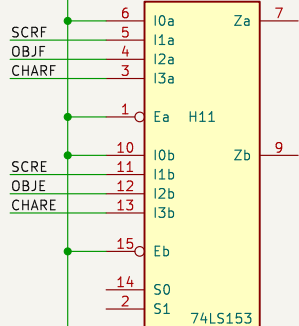 6 I0a Za 7
SCRF 5 I1a
OBJF 4 I2a
CHARF 3 I3a
1 Ea H11
10 I0b Zb 9
SCRE 11 I1b
OBJE 12 I2b
CHARE 13 I3b
15 Eb
14 S0
2 S1
74LS153